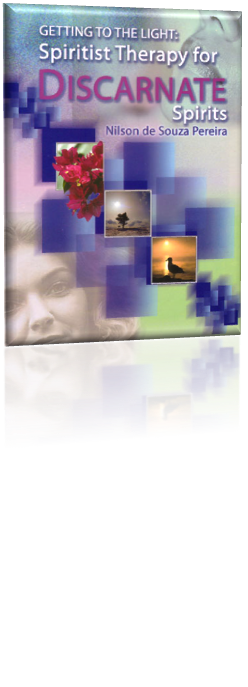 GETTING TO THE LIGHT:
Spiritist Therapy for
DISCARNATE
Spirits
Nilson de Souza Pereira